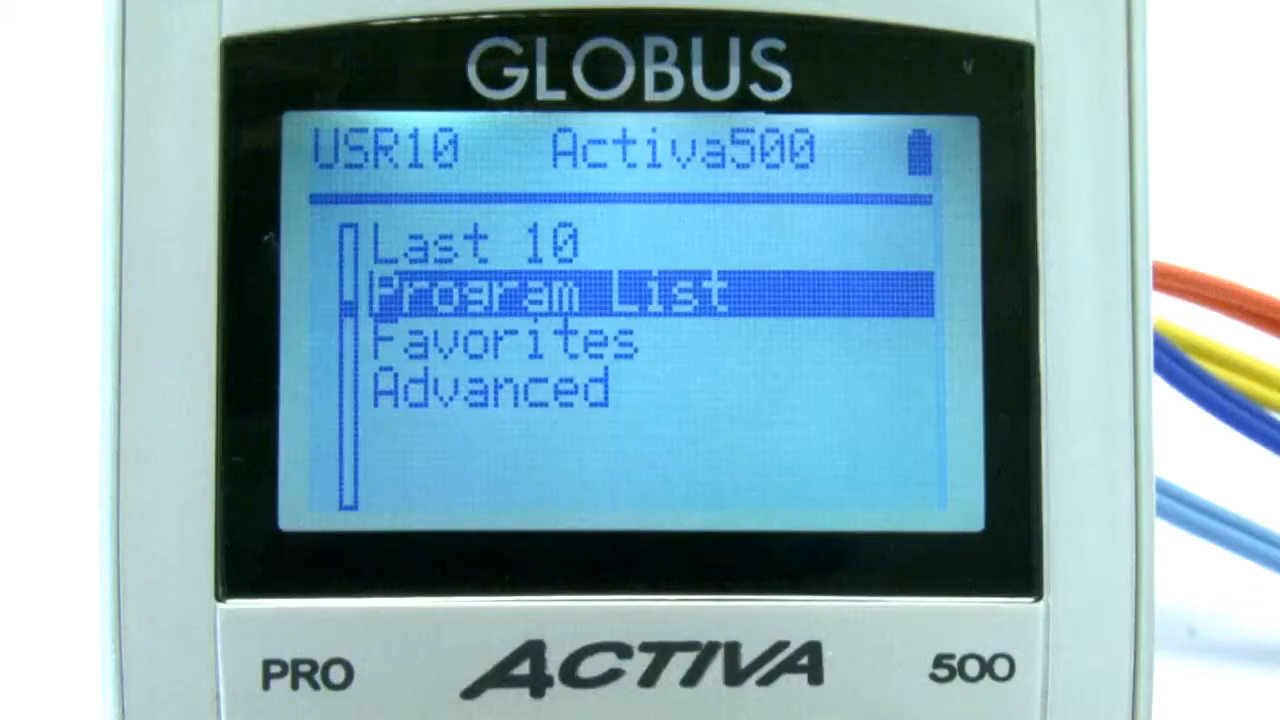 GLOBUS
USR10 Activa500
Last 10
Program List
Favorites
Advanced
PRO ACTIVA 500